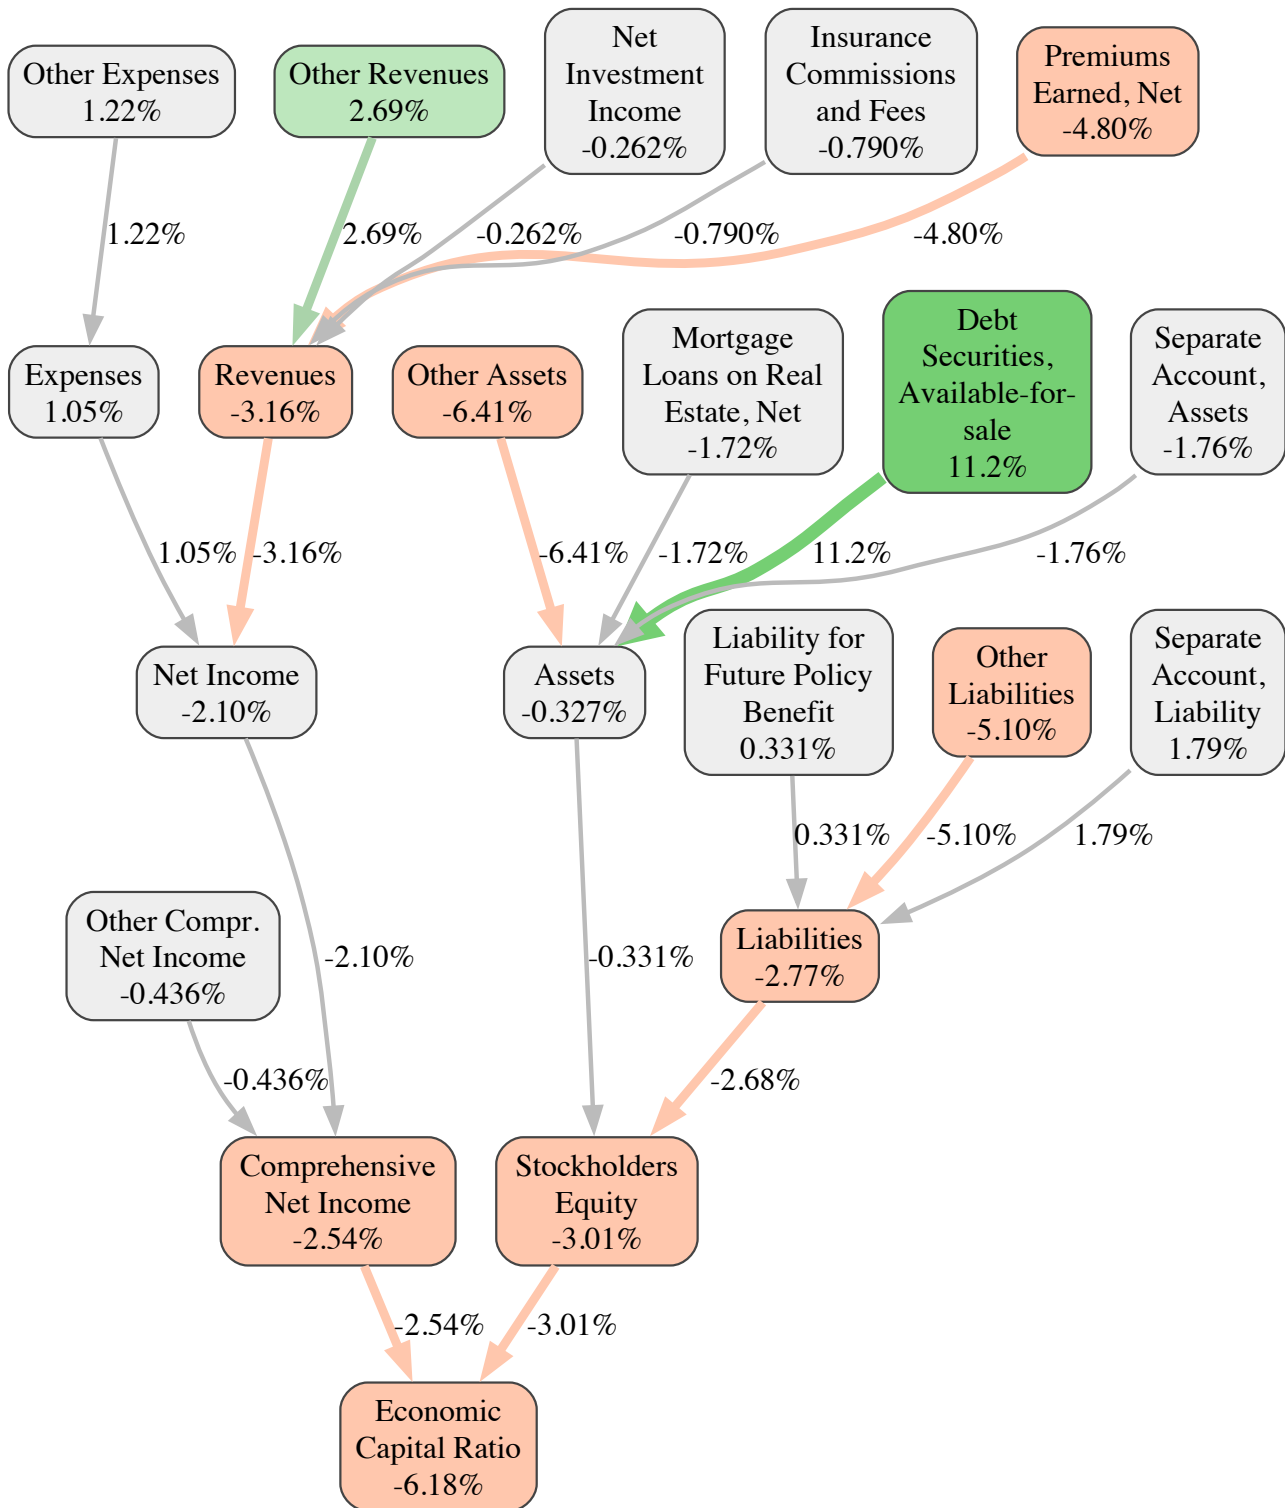 Other Expenses
1.22%
Other Revenues
2.69%
Net
Investment
Income
-0.262%
Insurance
Commissions
and Fees
-0.790%
Premiums
Earned, Net
-4.80%
1.22%
2.69%
-0.262%
-0.790%
-4.80%
Expenses
1.05%
Revenues
-3.16%
Other Assets
-6.41%
Mortgage
Loans on Real
Estate, Net
-1.72%
Debt
Securities,
Available-for-
sale
11.2%
Separate
Account,
Assets
-1.76%
1.05%
-3.16%
-6.41%
-1.72%
11.2%
-1.76%
Net Income
-2.10%
Assets
-0.327%
Liability for
Future Policy
Benefit
0.331%
Other
Liabilities
-5.10%
Separate
Account,
Liability
1.79%
0.331%
-5.10%
1.79%
Other Compr.
Net Income
-0.436%
-2.10%
-0.331%
Liabilities
-2.77%
-0.436%
-2.68%
Comprehensive
Net Income
-2.54%
Stockholders
Equity
-3.01%
-2.54%
-3.01%
Economic
Capital Ratio
-6.18%